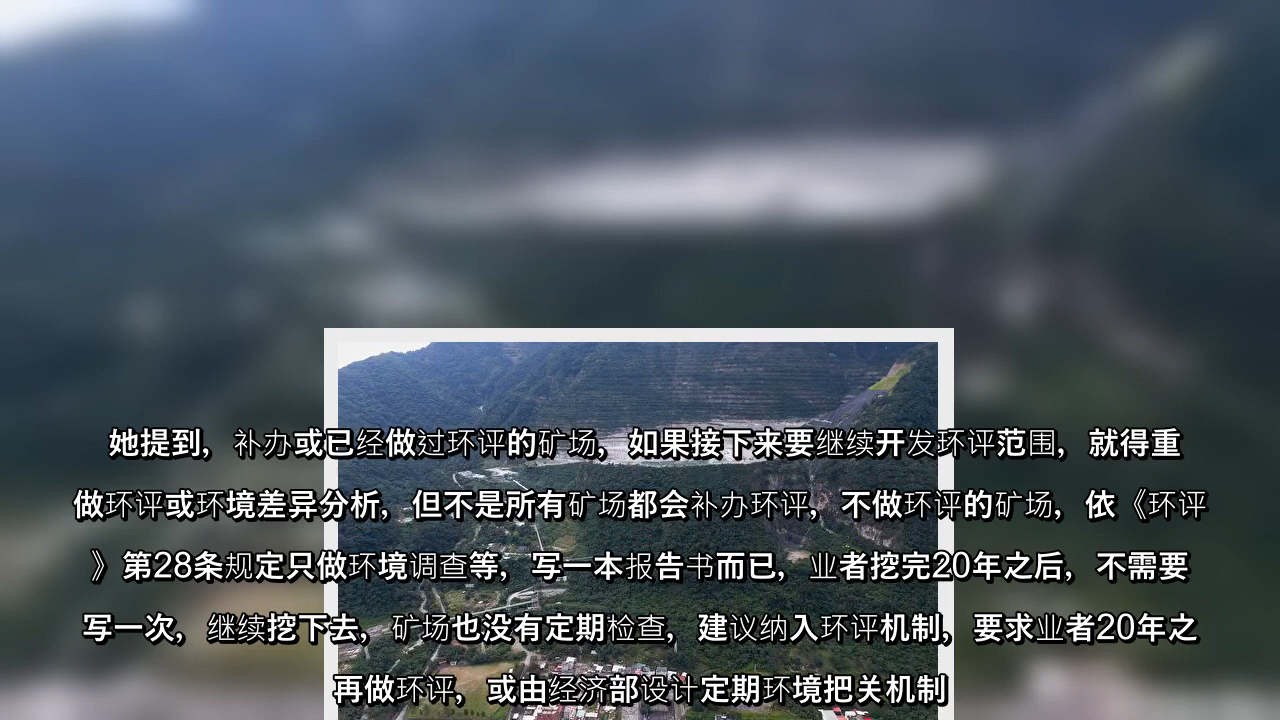 她提到，补办或已经做过环评的矿场，如果接下来要继续开发环评范围，就得重
做环评或环境差异分析，但不是所有矿场都会补办环评，不做环评的矿场，依《环评
》第28条规定只做环境调查等，写一本报告书而已，业者挖完20年之后，不需要
写一次，继续挖下去，矿场也没有定期检查，建议纳入环评机制，要求业者20年之
再做环评，或由经济部设计定期环境把关机制